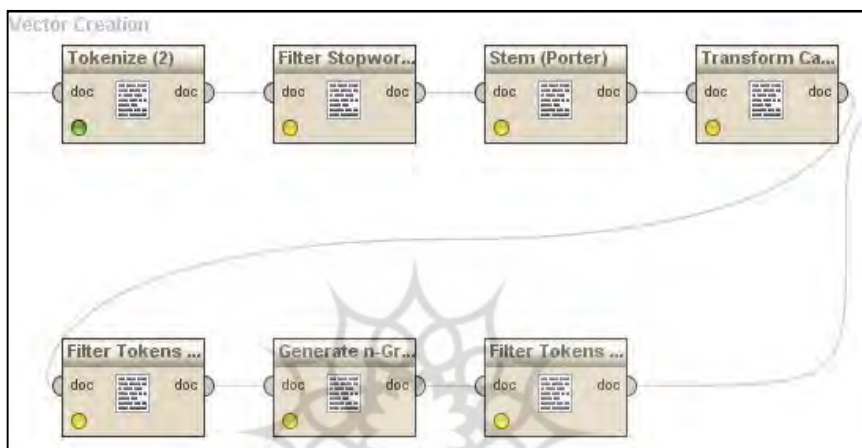 Vector Creation
Tokenize (2)
doc doc
Filter Stopwor...
doc doc
Stem (Porter)
doc doc
Transform Ca...
doc doc
Filter Tokens ...
doc doc
Generate n-Gr...
doc doc
Filter Tokens ...
doc doc